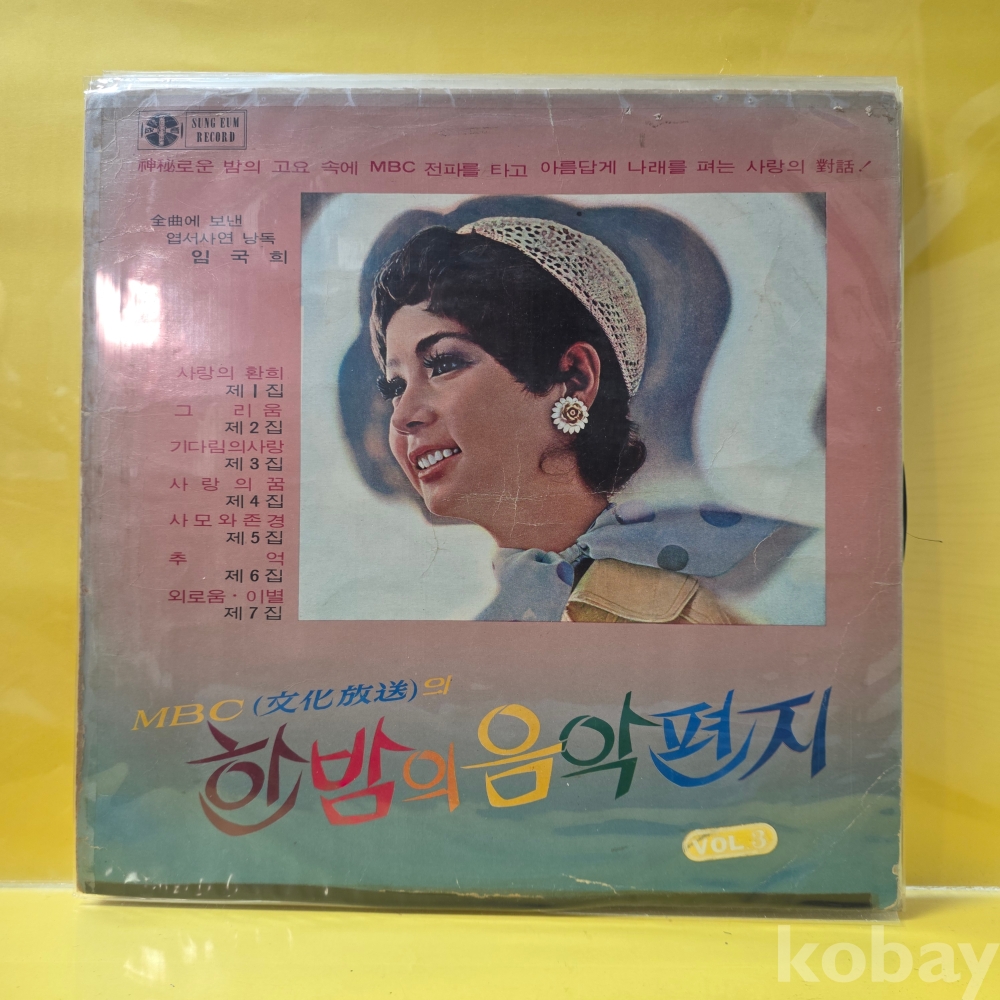 SUNG EUM
RECORD
神秘로운 밤의 고요 속에 MBC 전파를 타고 아름답게 나래를 펴는 사랑의 對話!
全曲에 보낸
엽서사연 낭독
임국희
사랑의 환희
제1집
그리움
제2집
기다림의사랑
제3집
사랑의꿈
제4집
사모와존경
제5집
추억
제6집
외로움·이별
제7집
MBC(文化放送)의
한밤의음악편지
VOL 3
kobay